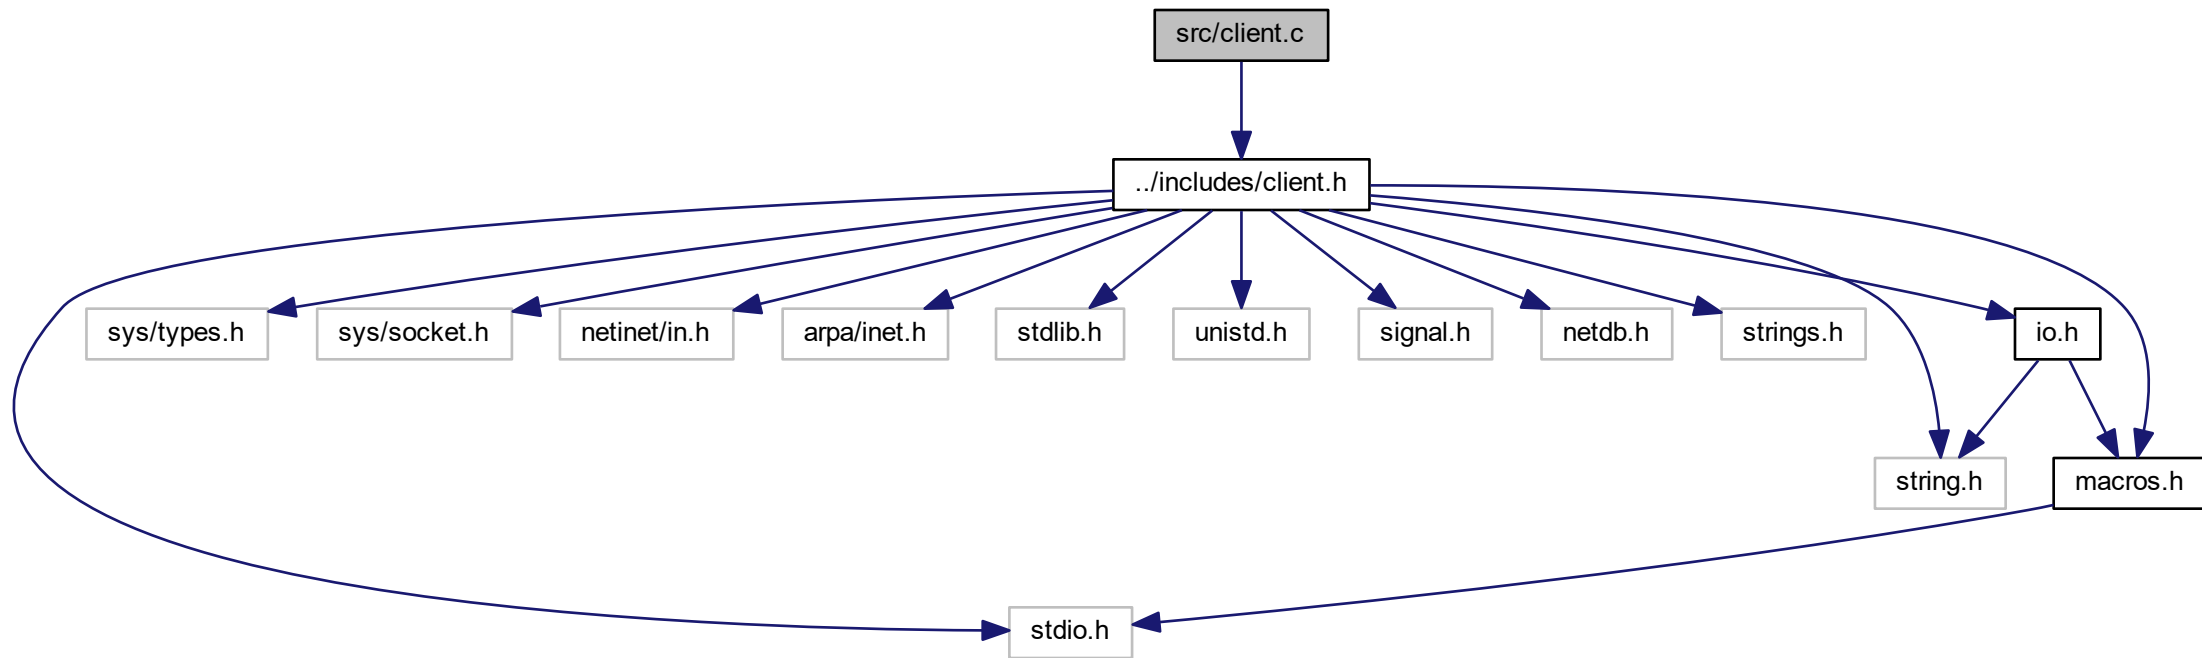 src/client.c
../includes/client.h
sys/types.h
sys/socket.h
netinet/in.h
arpa/inet.h
stdlib.h
unistd.h
signal.h
netdb.h
strings.h
io.h
string.h
macros.h
stdio.h